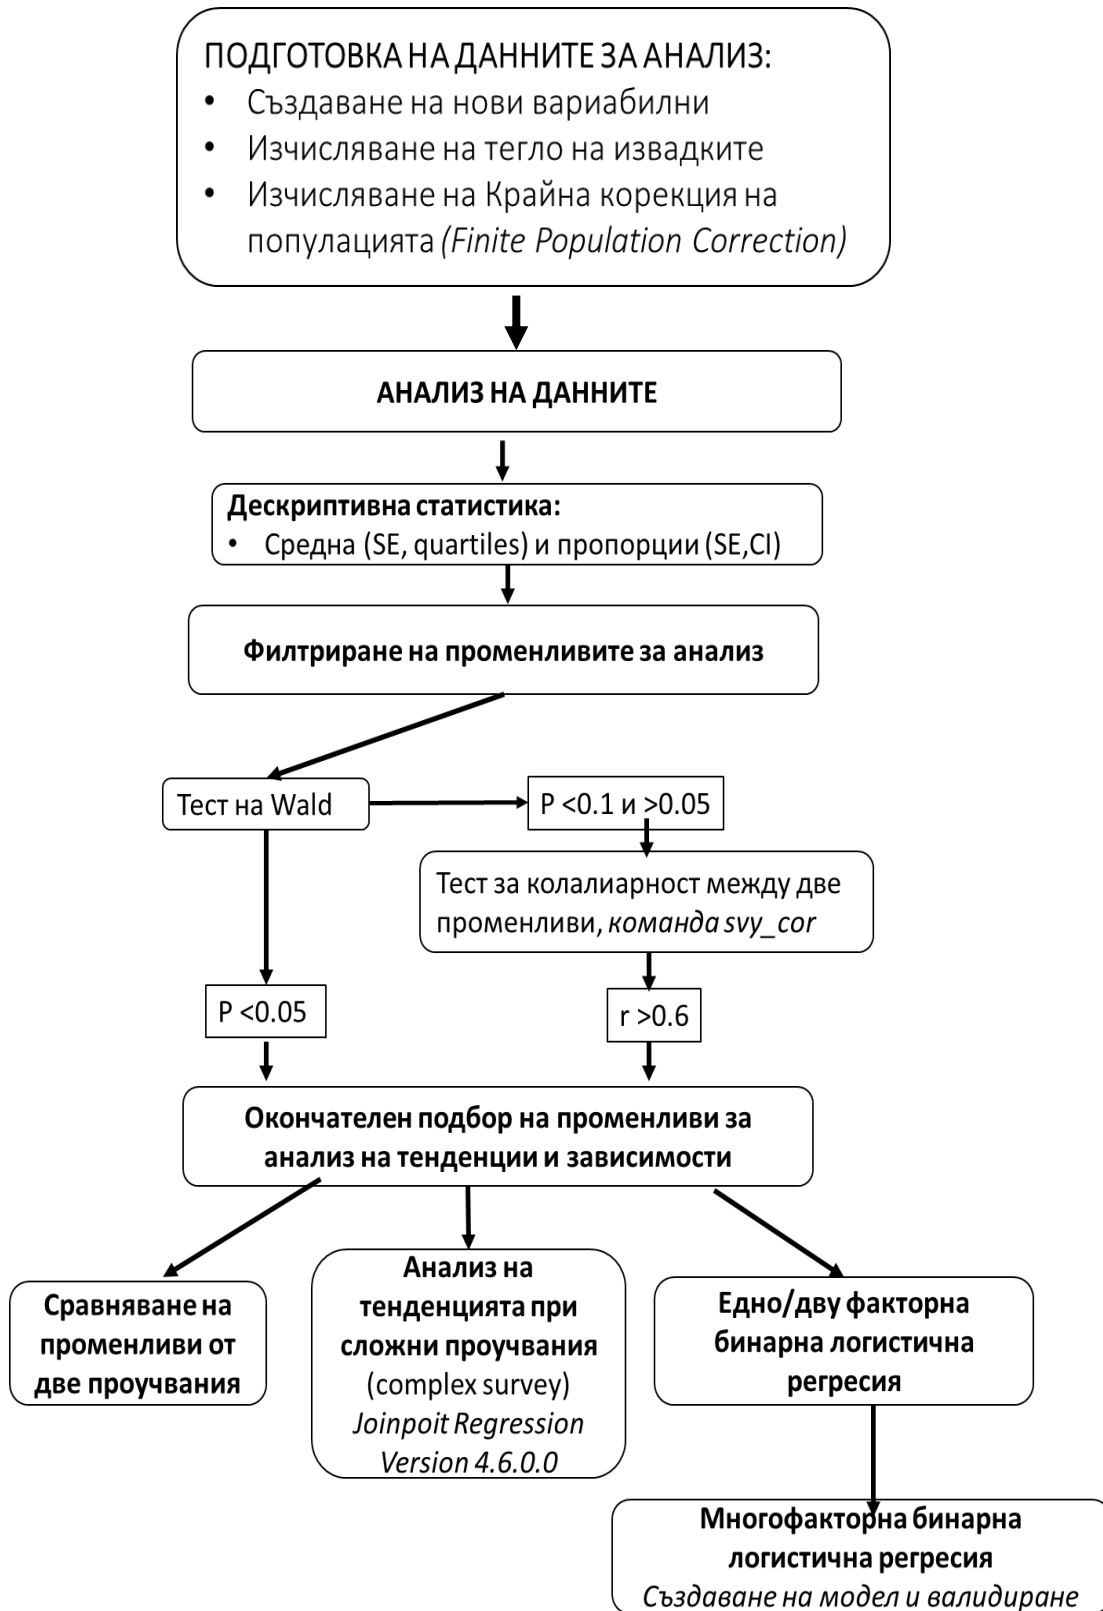 ПОДГОТОВКА НА ДАННИТЕ ЗА АНАЛИЗ:
• Създаване на нови вариабилни
• Изчисляване на тегло на извадките
• Изчисляване на Крайна корекция на
популацията (Finite Population Correction)
АНАЛИЗ НА ДАННИТЕ
Дескриптивна статистика:
• Средна (SE, quartiles) и пропорции (SE,CI)
Филтриране на променливите за анализ
Тест на Wald
P <0.1 и >0.05
Тест за колалиарност между две
променливи, команда svy_cor
P <0.05
r >0.6
Окончателен подбор на променливи за
анализ на тенденции и зависимости
Сравняване на
променливи от
две проучвания
Анализ на
тенденцията при
сложни проучвания
(complex survey)
Joinpoit Regression
Version 4.6.0.0
Едно/дву факторна
бинарна логистична
регресия
Многофакторна бинарна
логистична регресия
Създаване на модел и валидиране